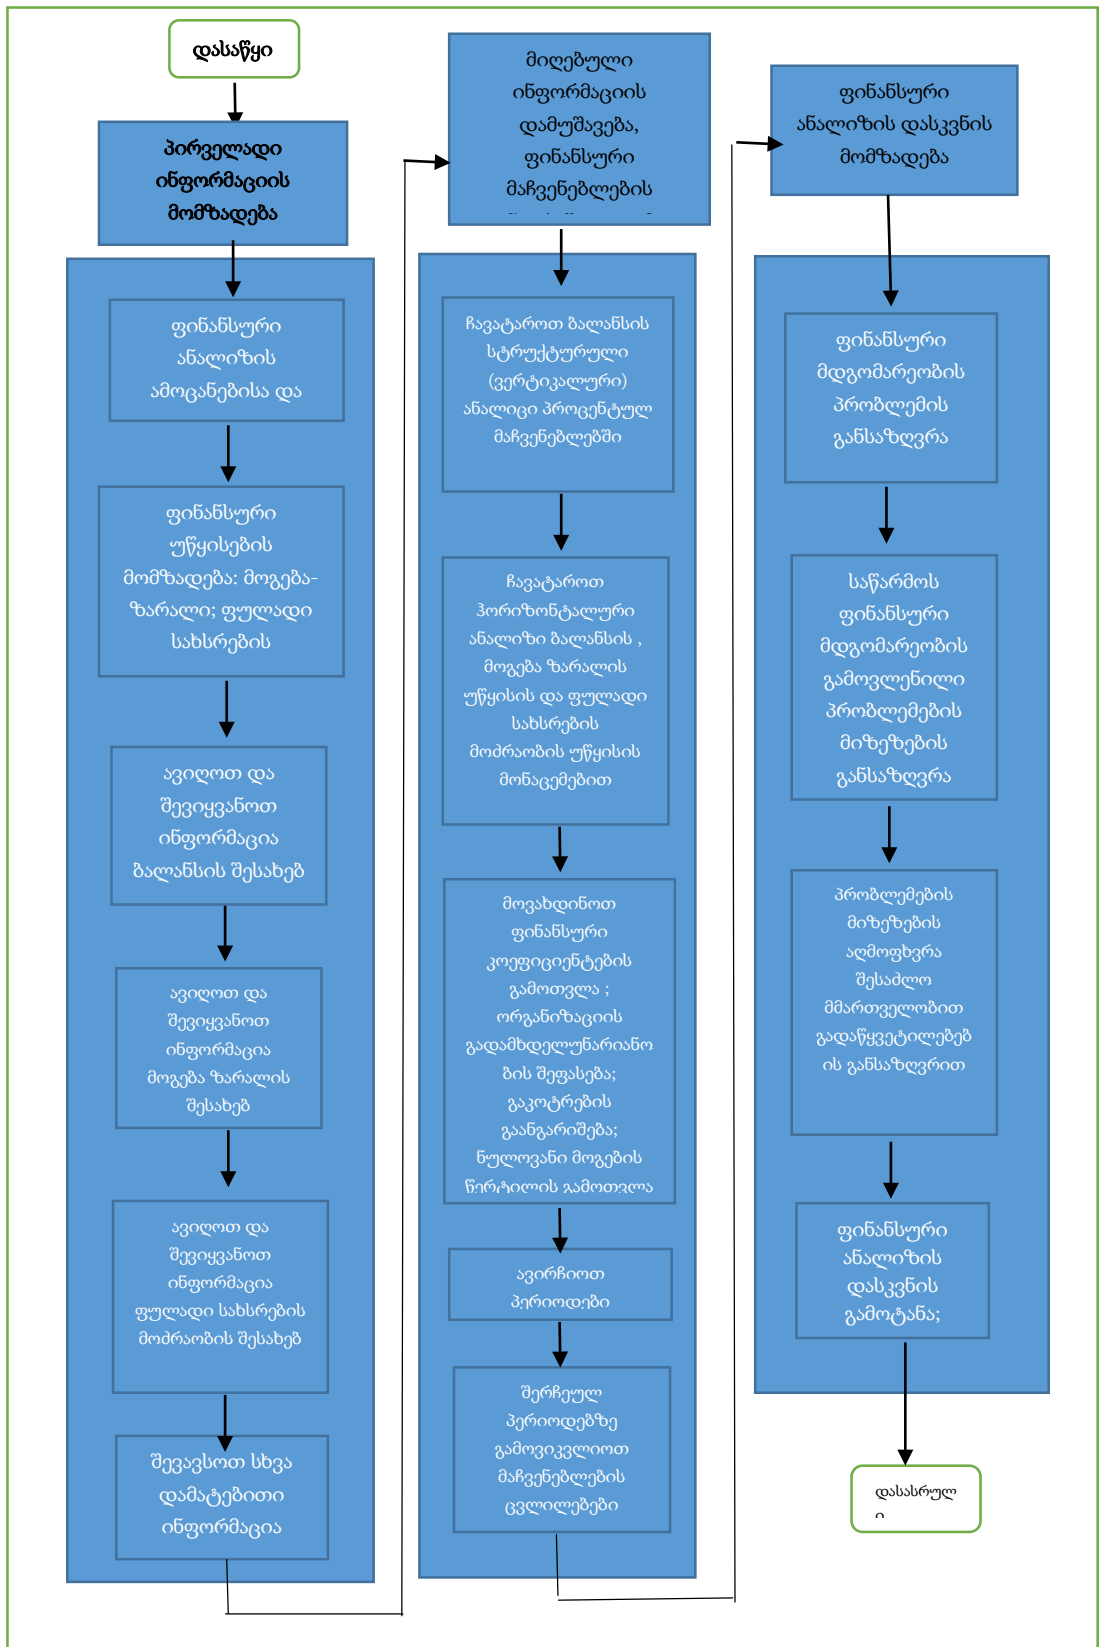 დასაწყი
პირველადი
ინფორმაციის
მომზადება
ფინანსური
ანალიზის
ამოცანებისა და
ფინანსური
უწყისების
მომზადება: მოგება-
ზარალი; ფულადი
სახსრების
ავიღოთ და
შევიყვანოთ
ინფორმაცია
ბალანსის შესახებ
ავიღოთ და
შევიყვანოთ
ინფორმაცია
მოგება ზარალის
შესახებ
ავიღოთ და
შევიყვანოთ
ინფორმაცია
ფულადი სახსრების
მოძრაობის შესახებ
შევავსოთ სხვა
დამატებითი
ინფორმაცია
მიღებული
ინფორმაციის
დამუშავება,
ფინანსური
მაჩვენებლების
ჩავატაროთ ბალანსის
სტრუქტურული
(ვერტიკალური)
ანალიცი პროცენტულ
მაჩვენებლებში
ჩავატაროთ
ჰორიზონტალური
ანალიზი ბალანსის ,
მოგება ზარალის
უწყისის და ფულადი
სახსრების
მოძრაობის უწყისის
მონაცემებით
მოვახდინოთ
ფინანსური
კოეფიციენტების
გამოთვლა ;
ორგანიზაციის
გადამხდელუნარიანო
ბის შეფასება;
გაკოტრების
გაანგარიშება;
ნულოვანი მოგების
წერტილის გამოთვლა
ავირჩიოთ
პერიოდები
შერჩეულ
პერიოდებზე
გამოვიკვლიოთ
მაჩვენებლების
ცვლილებები
ფინანსური
ანალიზის დასკვნის
მომზადება
ფინანსური
მდგომარეობის
პრობლემის
განსაზღვრა
საწარმოს
ფინანსური
მდგომარეობის
გამოვლენილი
პრობლემების
მიზეზების
განსაზღვრა
პრობლემების
მიზეზების
აღმოფხვრა
შესაძლო
მმართველობით
გადაწყვეტილებებ
ის განსაზღვრით
ფინანსური
ანალიზის
დასკვნის
გამოტანა;
დასასრულ
ი